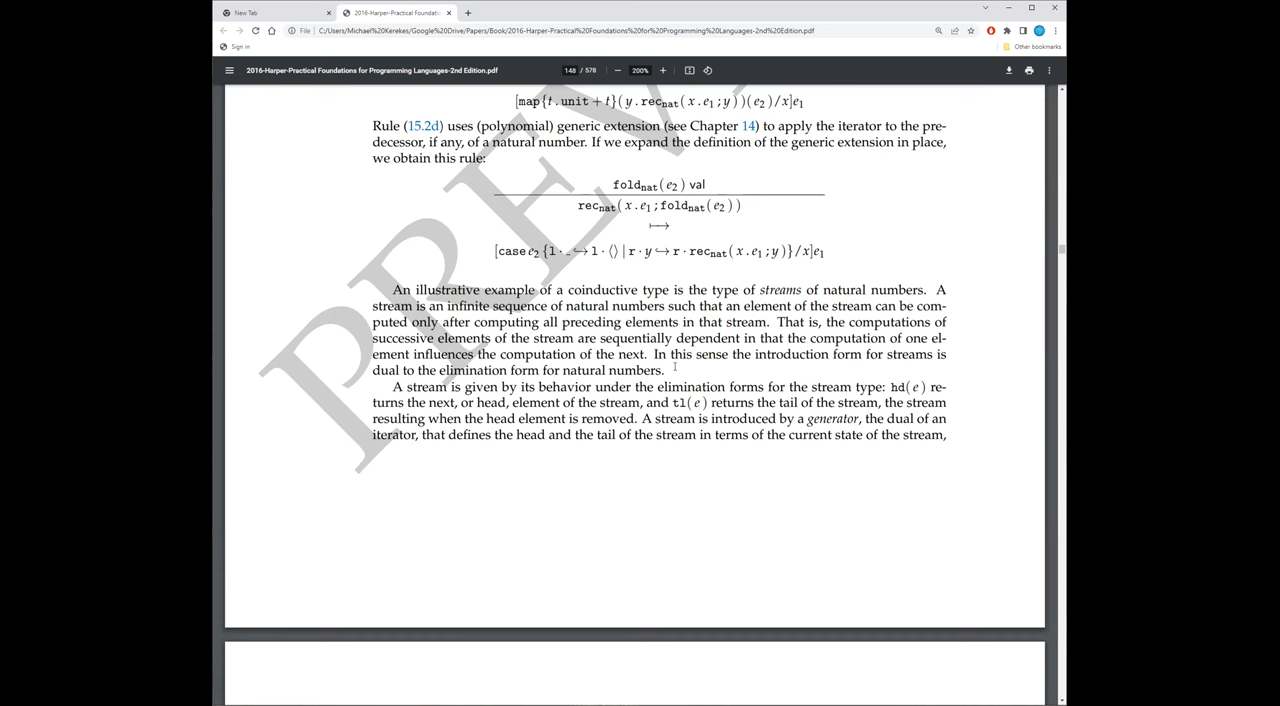 New Tab
2016-Harper-Practical Foundatio
File
C:/Users/Michael%20Kerekes/Google%20Drive/Papers/Book/2016-Harper-Practical%20Foundations%20for%20Programming%20Languages-2nd%20Edition.pdf
Sign in
Other bookmarks
2016-Harper-Practical Foundations for Programming Languages-2nd Edition.pdf
148 / 578
200%
[map{t.unit + t}(y.recnat(x.e1;y))(e2)/x]e1
Rule (15.2d) uses (polynomial) generic extension (see Chapter 14) to apply the iterator to the pre-
decessor, if any, of a natural number. If we expand the definition of the generic extension in place,
we obtain this rule:
foldnat(e2) val
recnat(x.e1;foldnat(e2))
⟼
[case e2 {l · _ ↪ l · ⟨⟩ | r · y ↪ r · recnat(x.e1;y)}/x]e1
An illustrative example of a coinductive type is the type of streams of natural numbers. A
stream is an infinite sequence of natural numbers such that an element of the stream can be com-
puted only after computing all preceding elements in that stream. That is, the computations of
successive elements of the stream are sequentially dependent in that the computation of one el-
ement influences the computation of the next. In this sense the introduction form for streams is
dual to the elimination form for natural numbers.
A stream is given by its behavior under the elimination forms for the stream type: hd(e) re-
turns the next, or head, element of the stream, and tl(e) returns the tail of the stream, the stream
resulting when the head element is removed. A stream is introduced by a generator, the dual of an
iterator, that defines the head and the tail of the stream in terms of the current state of the stream,
PREV